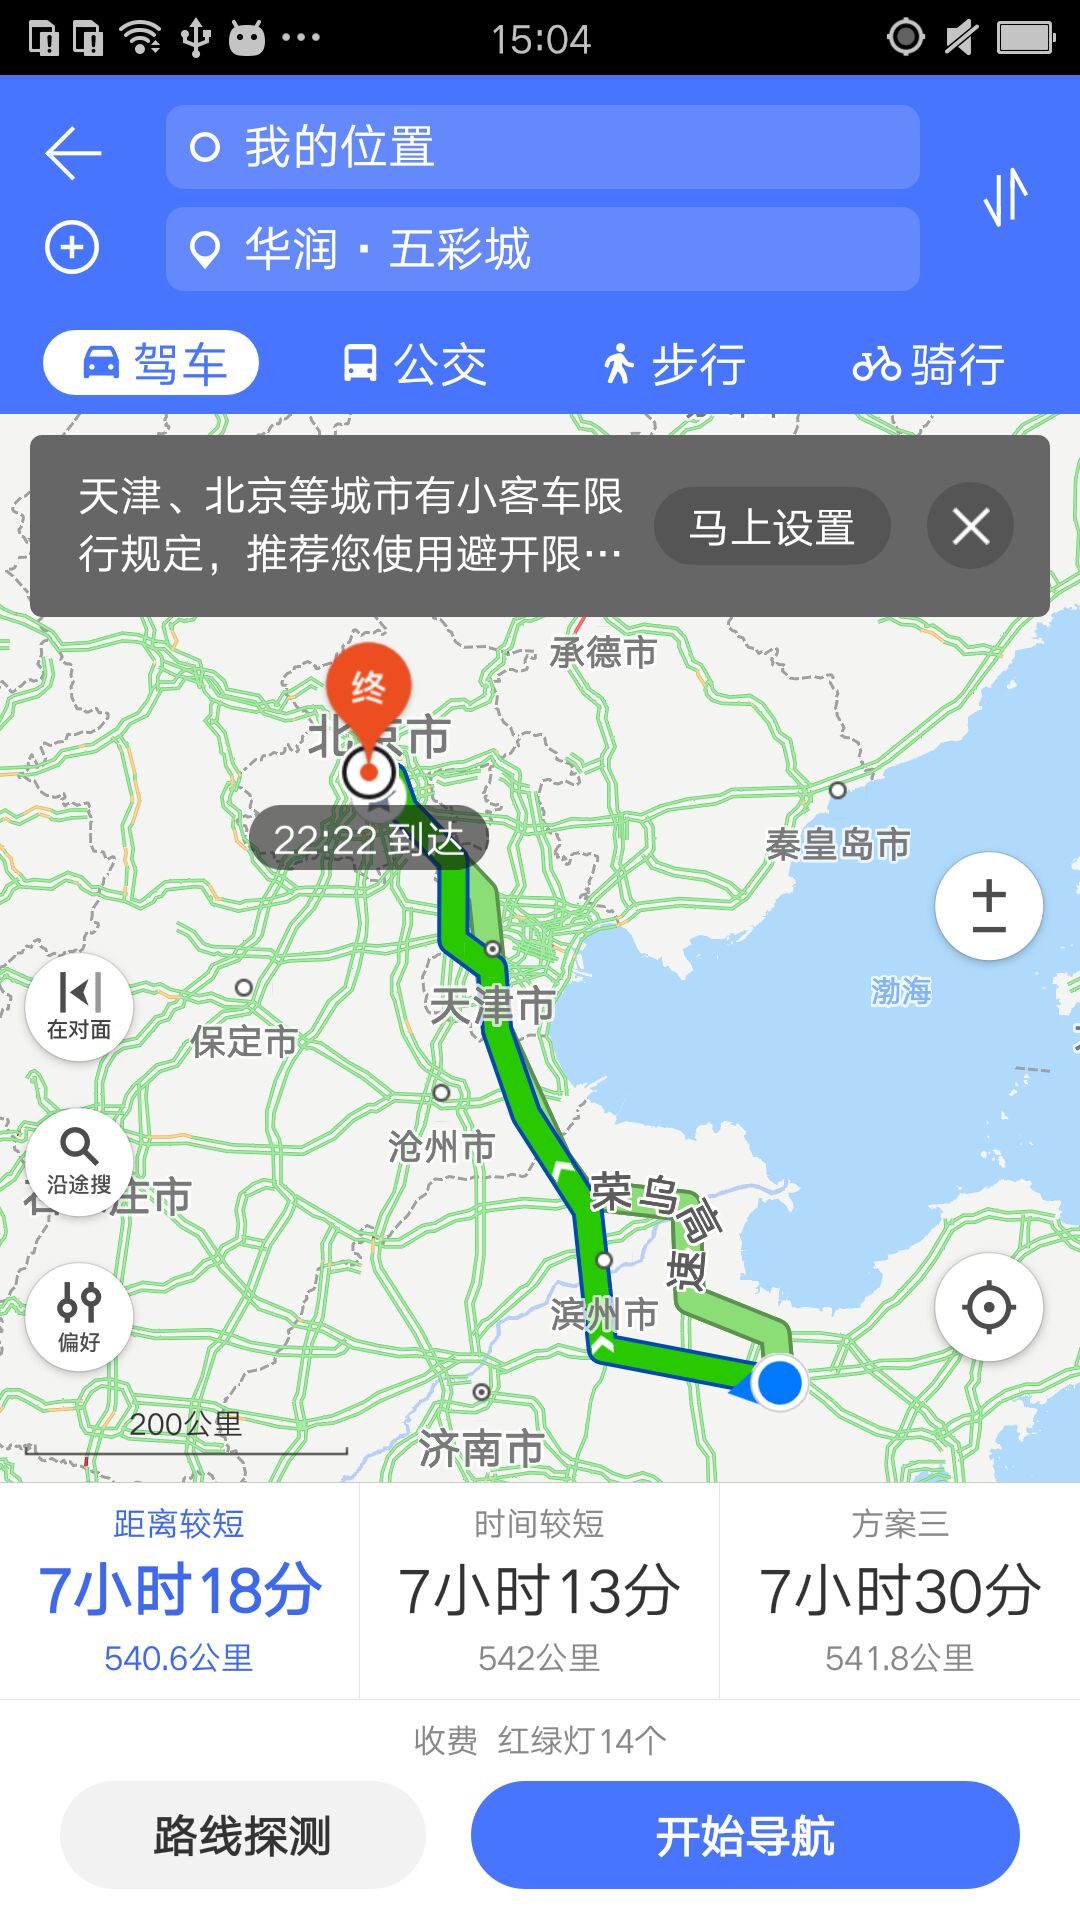 15:04
我的位置
华润·五彩城
驾车
公交
步行
骑行
天津、北京等城市有小客车限
行规定，推荐您使用避开限…
马上设置
承德市
终
北京市
22:22 到达
秦皇岛市
渤海
天津市
在对面
保定市
沧州市
沿途搜
庄市
荣乌高速
滨州市
偏好
200公里
济南市
距离较短
7小时18分
540.6公里
时间较短
7小时13分
542公里
方案三
7小时30分
541.8公里
收费 红绿灯14个
路线探测
开始导航